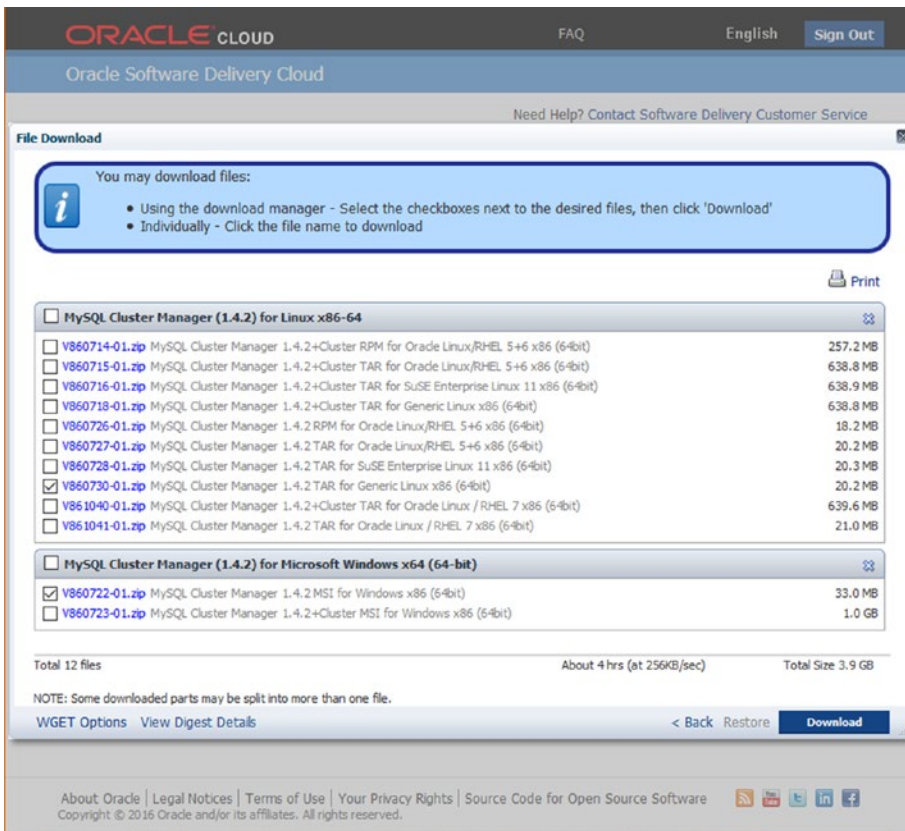 ORACLE CLOUD FAQ English Sign Out
Oracle Software Delivery Cloud
Need Help? Contact Software Delivery Customer Service
File Download
You may download files:
• Using the download manager - Select the checkboxes next to the desired files, then click 'Download'
• Individually - Click the file name to download
Print
MySQL Cluster Manager (1.4.2) for Linux x86-64
V860714-01.zip MySQL Cluster Manager 1.4.2+Cluster RPM for Oracle Linux/RHEL 5+6 x86 (64bit) 257.2 MB
V860715-01.zip MySQL Cluster Manager 1.4.2+Cluster TAR for Oracle Linux/RHEL 5+6 x86 (64bit) 638.8 MB
V860716-01.zip MySQL Cluster Manager 1.4.2+Cluster TAR for SuSE Enterprise Linux 11 x86 (64bit) 638.9 MB
V860718-01.zip MySQL Cluster Manager 1.4.2+Cluster TAR for Generic Linux x86 (64bit) 638.8 MB
V860726-01.zip MySQL Cluster Manager 1.4.2 RPM for Oracle Linux/RHEL 5+6 x86 (64bit) 18.2 MB
V860727-01.zip MySQL Cluster Manager 1.4.2 TAR for Oracle Linux/RHEL 5+6 x86 (64bit) 20.2 MB
V860728-01.zip MySQL Cluster Manager 1.4.2 TAR for SuSE Enterprise Linux 11 x86 (64bit) 20.3 MB
V860730-01.zip MySQL Cluster Manager 1.4.2 TAR for Generic Linux x86 (64bit) 20.2 MB
V861040-01.zip MySQL Cluster Manager 1.4.2+Cluster TAR for Oracle Linux / RHEL 7 x86 (64bit) 639.6 MB
V861041-01.zip MySQL Cluster Manager 1.4.2 TAR for Oracle Linux / RHEL 7 x86 (64bit) 21.0 MB
MySQL Cluster Manager (1.4.2) for Microsoft Windows x64 (64-bit)
V860722-01.zip MySQL Cluster Manager 1.4.2 MSI for Windows x86 (64bit) 33.0 MB
V860723-01.zip MySQL Cluster Manager 1.4.2+Cluster MSI for Windows x86 (64bit) 1.0 GB
Total 12 files About 4 hrs (at 256KB/sec) Total Size 3.9 GB
NOTE: Some downloaded parts may be split into more than one file.
WGET Options View Digest Details < Back Restore Download
About Oracle | Legal Notices | Terms of Use | Your Privacy Rights | Source Code for Open Source Software
Copyright © 2016 Oracle and/or its affiliates. All rights reserved.